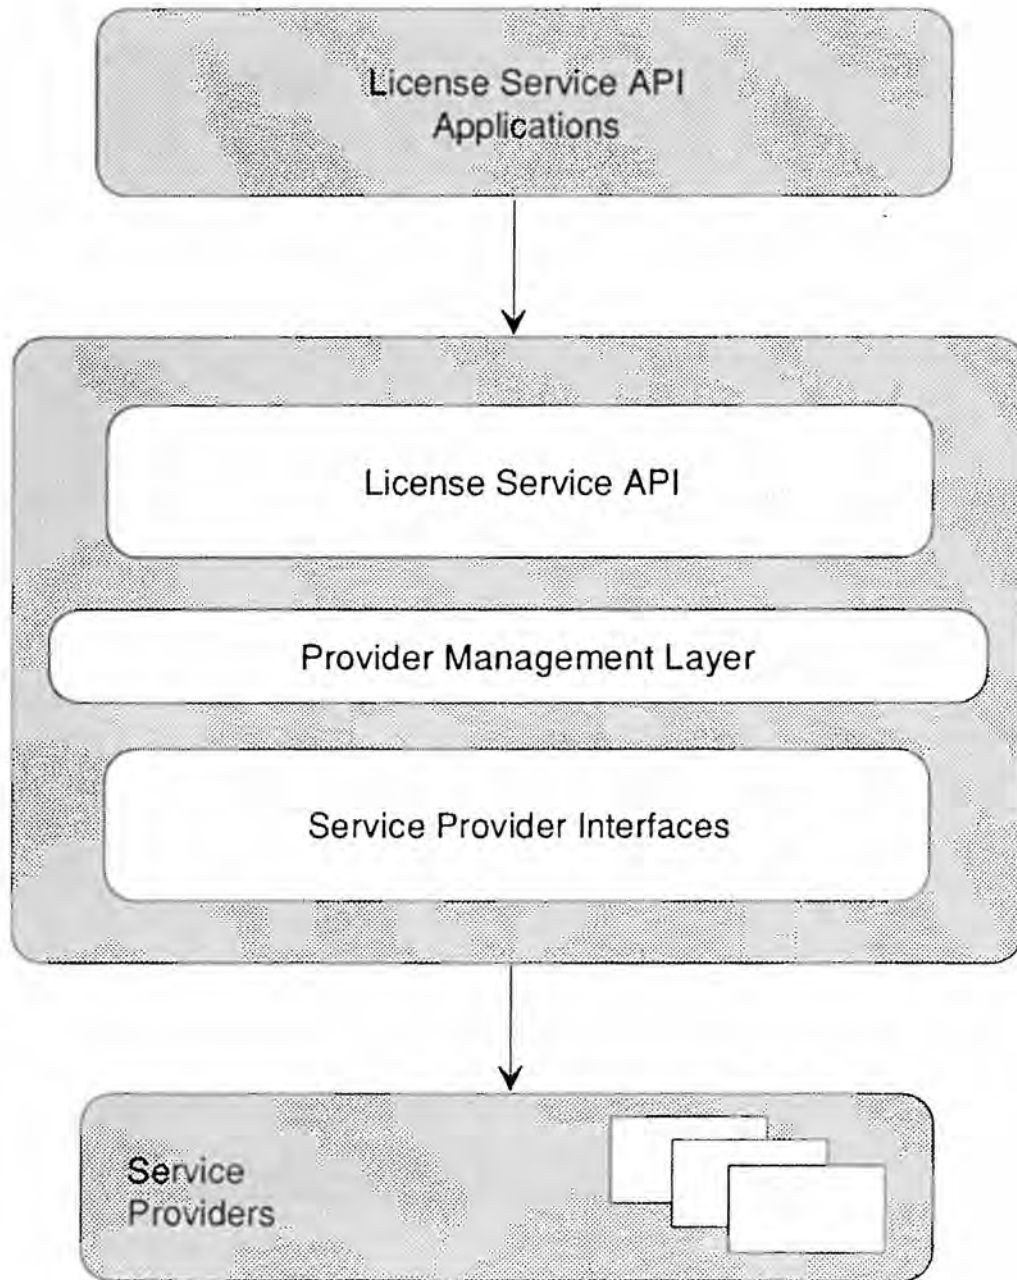 License Service API
Applications
License Service API
Provider Management Layer
Service Provider Interfaces
Service
Providers